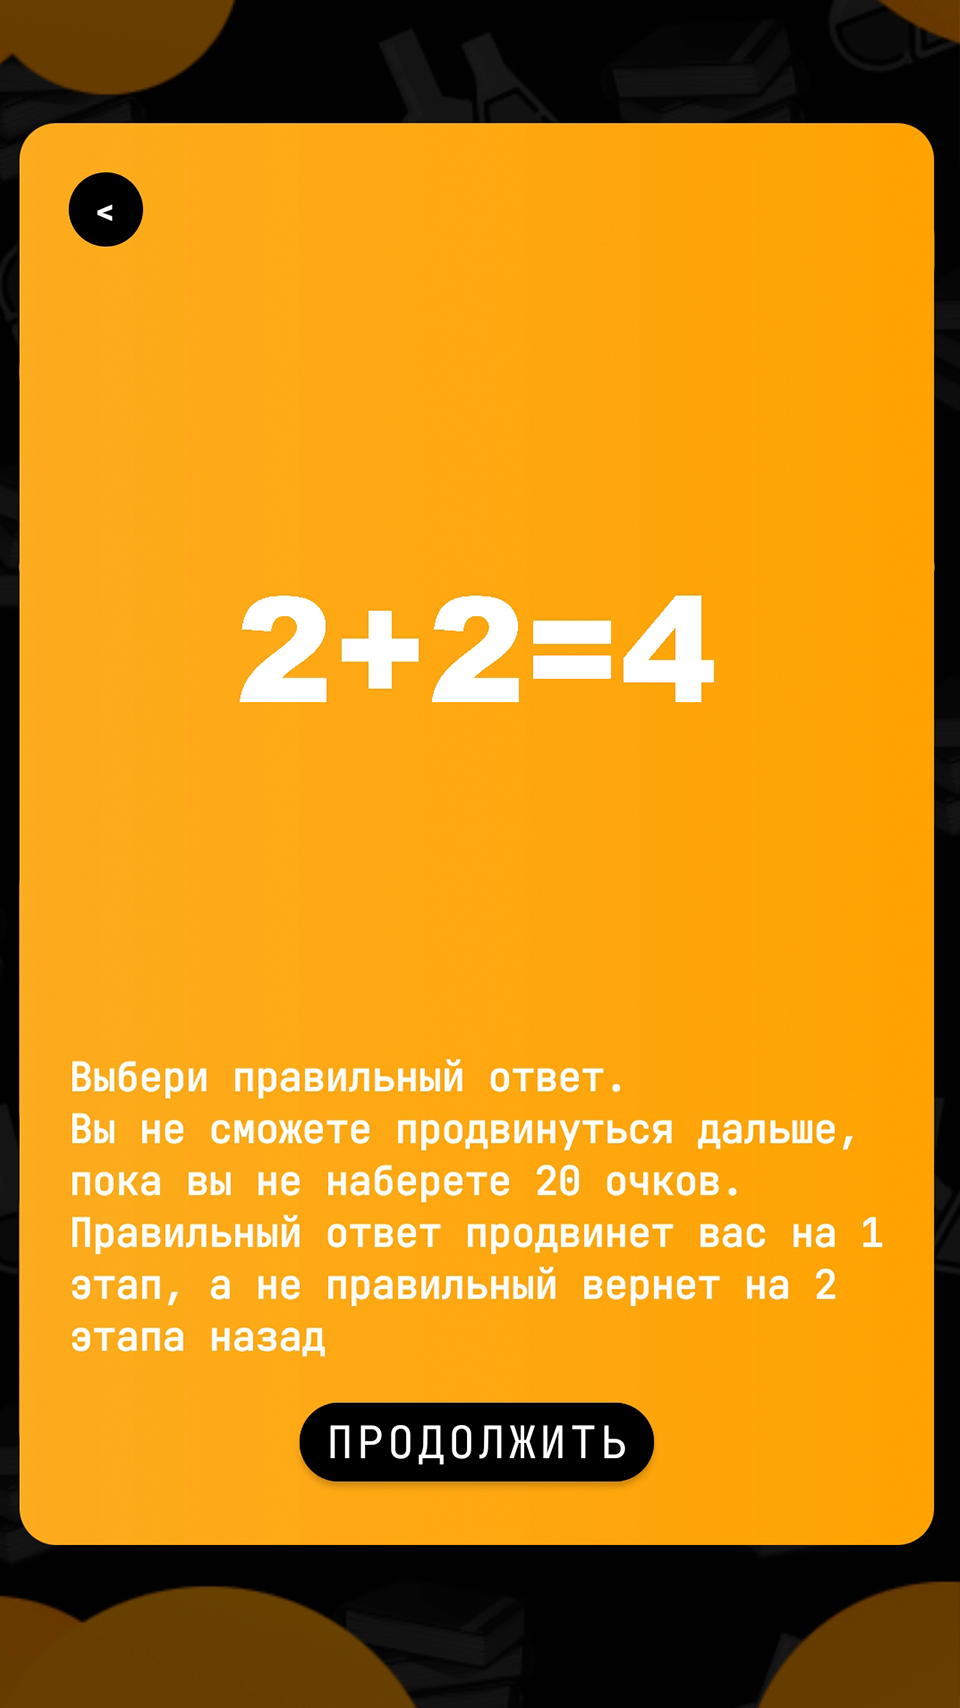 <
2+2=4
Выбери правильный ответ.
Вы не сможете продвинуться дальше,
пока вы не наберете 20 очков.
Правильный ответ продвинет вас на 1
этап, а не правильный вернет на 2
этапа назад
ПРОДОЛЖИТЬ